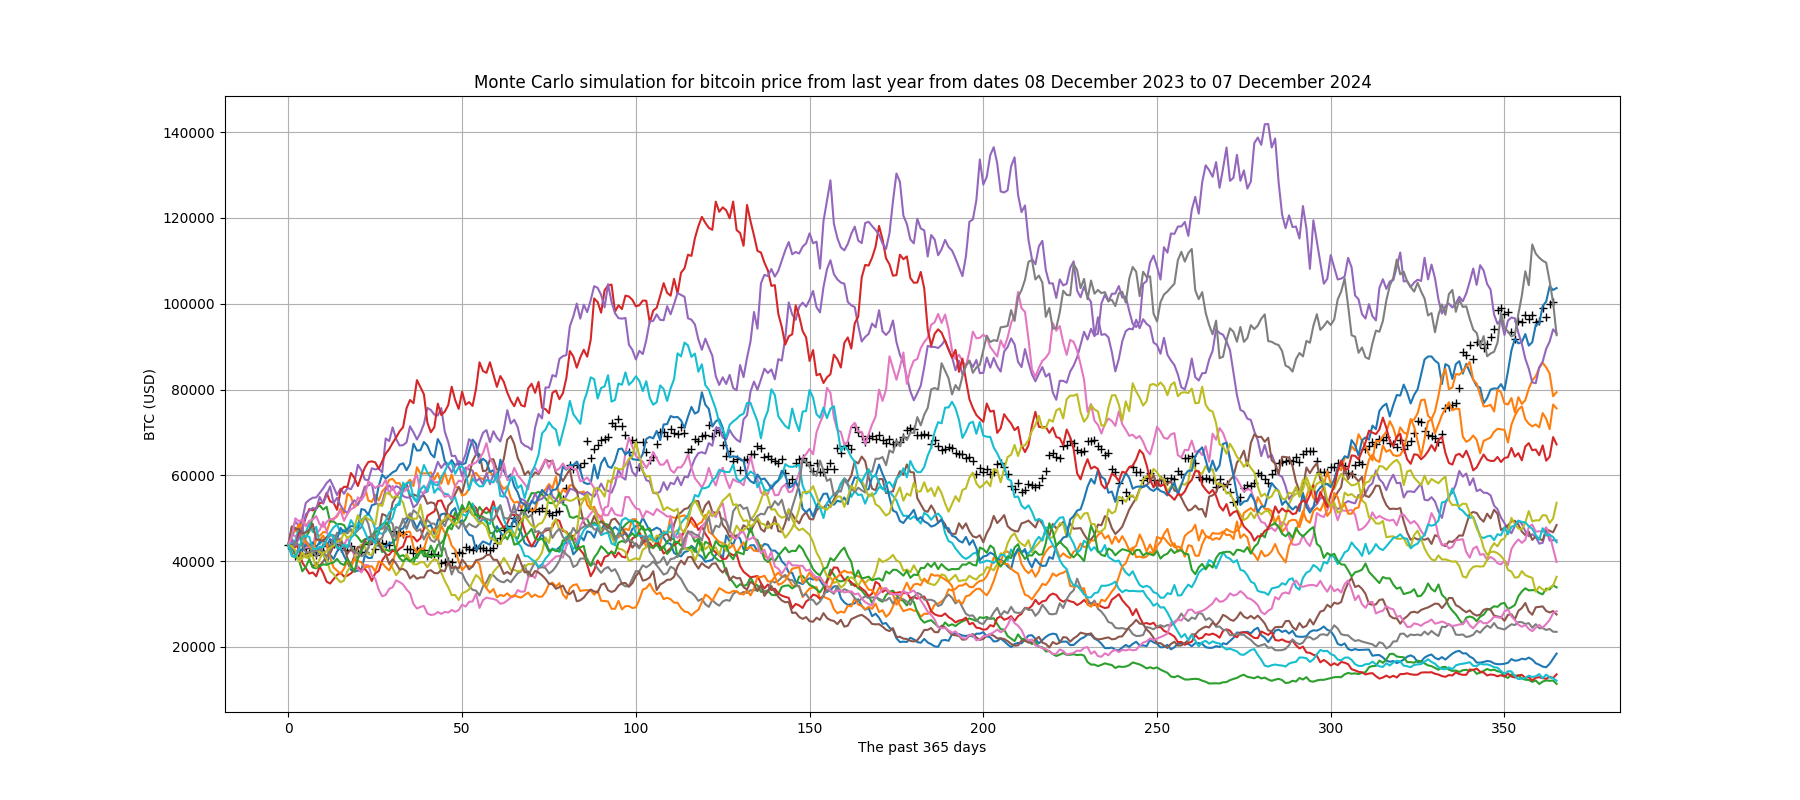 Monte Carlo simulation for bitcoin price from last year from dates 08 December 2023 to 07 December 2024
140000
120000
100000
80000
60000
40000
20000
BTC (USD)
0 50 100 150 200 250 300 350
The past 365 days